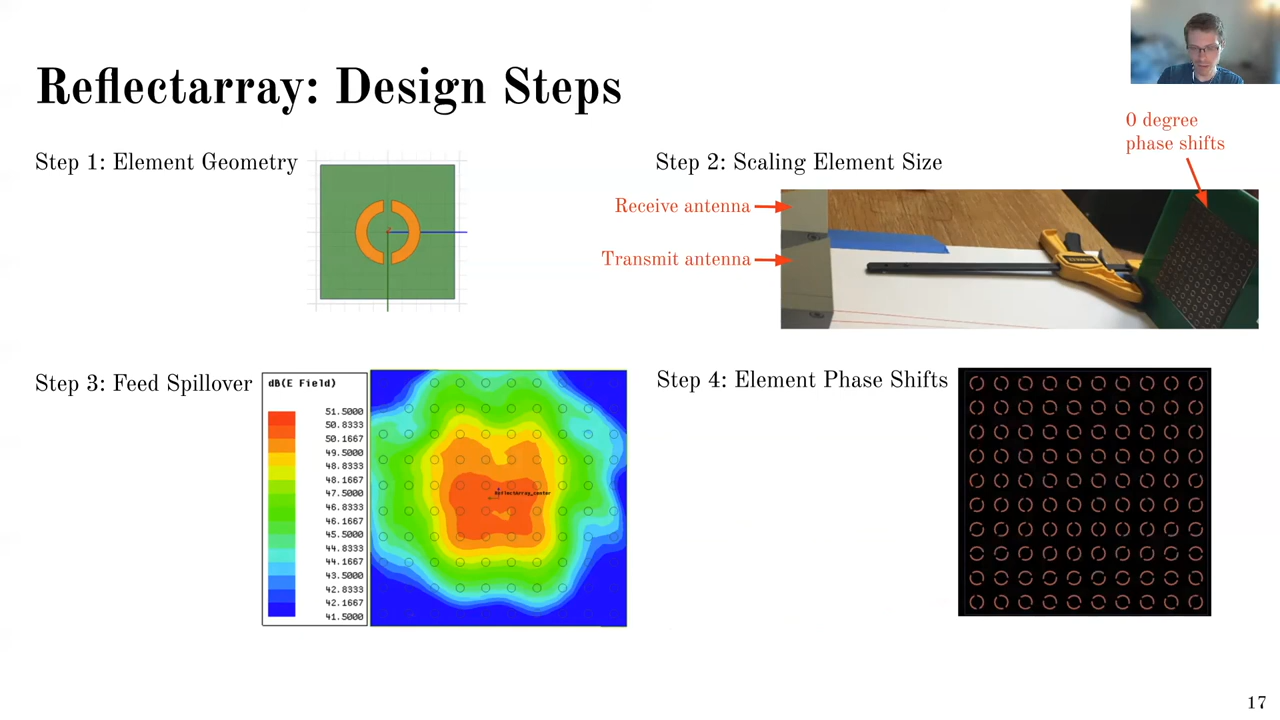 Reflectarray: Design Steps
0 degree
phase shifts
Step 1: Element Geometry
Step 2: Scaling Element Size
Receive antenna
Transmit antenna
Step 3: Feed Spillover
dB(E Field)
51.5000
50.8333
50.1667
49.5000
48.8333
48.1667
47.5000
46.8333
46.1667
45.5000
44.8333
44.1667
43.5000
42.8333
42.1667
41.5000
ReflectArray_center
Step 4: Element Phase Shifts
17